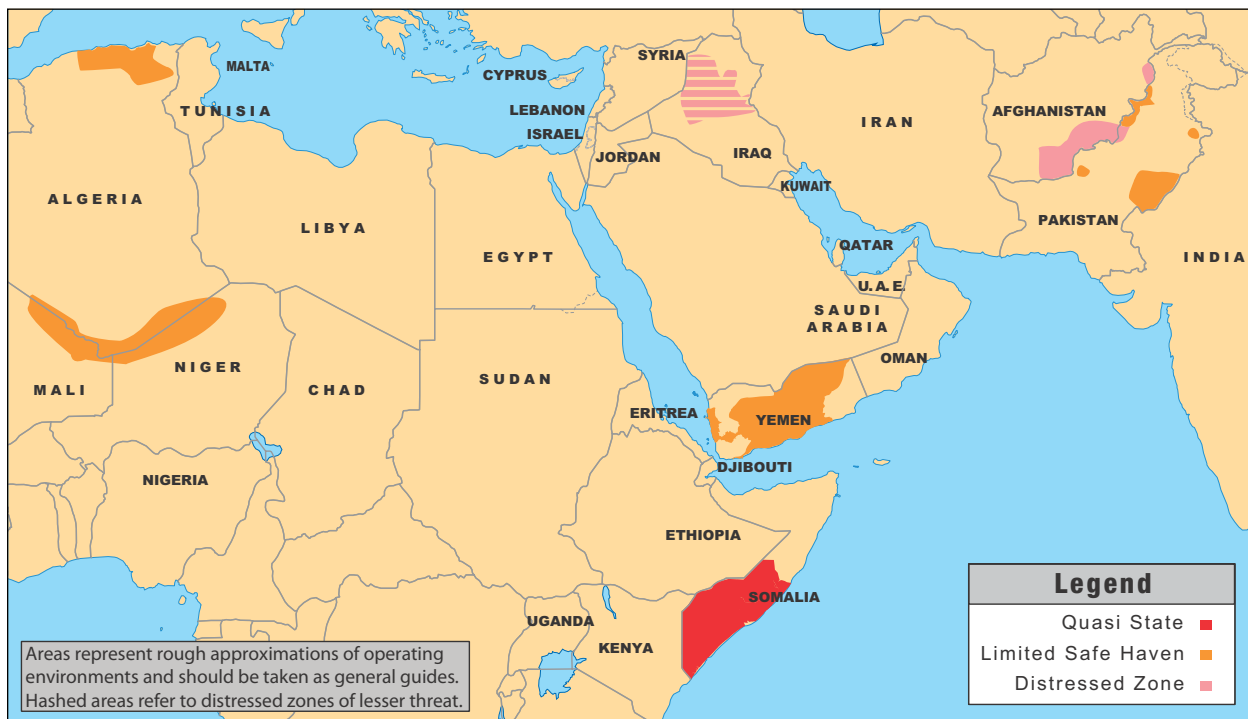 SYRIA
MALTA
CYPRUS
AFGHANISTAN
TUNISIA
LEBANON
IRAN
ISRAEL
JORDAN
IRAQ
KUWAIT
ALGERIA
PAKISTAN
LIBYA
QATAR
EGYPT
INDIA
U.A.E.
SAUDI
ARABIA
OMAN
NIGER
SUDAN
MALI
CHAD
ERITREA
YEMEN
DJIBOUTI
NIGERIA
ETHIOPIA
SOMALIA
UGANDA
KENYA
Legend
Quasi State
Limited Safe Haven
Distressed Zone
Areas represent rough approximations of operating
environments and should be taken as general guides.
Hashed areas refer to distressed zones of lesser threat.